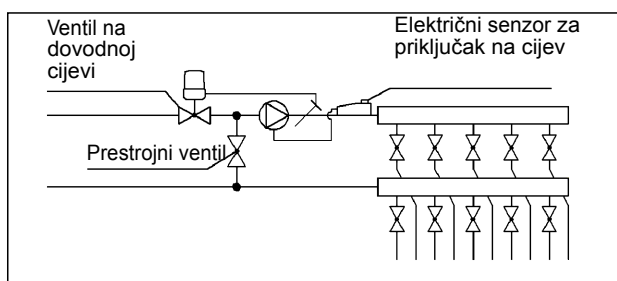 Ventil na
dovodnoj
cijevi
Električni senzor za
priključak na cijev
Prestrojni ventil